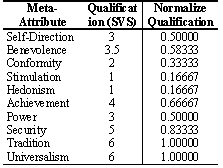 Meta- Qualificat Normalize
Attribute ion (SVS) Qualification
Self-Direction 3 0.50000
Benevolence 3.5 0.58333
Conformity 2 0.33333
Stimulation 1 0.16667
Hedonism 1 0.16667
Achievement 4 0.66667
Power 3 0.50000
Security 5 0.83333
Tradition 6 1.00000
Universalism 6 1.00000